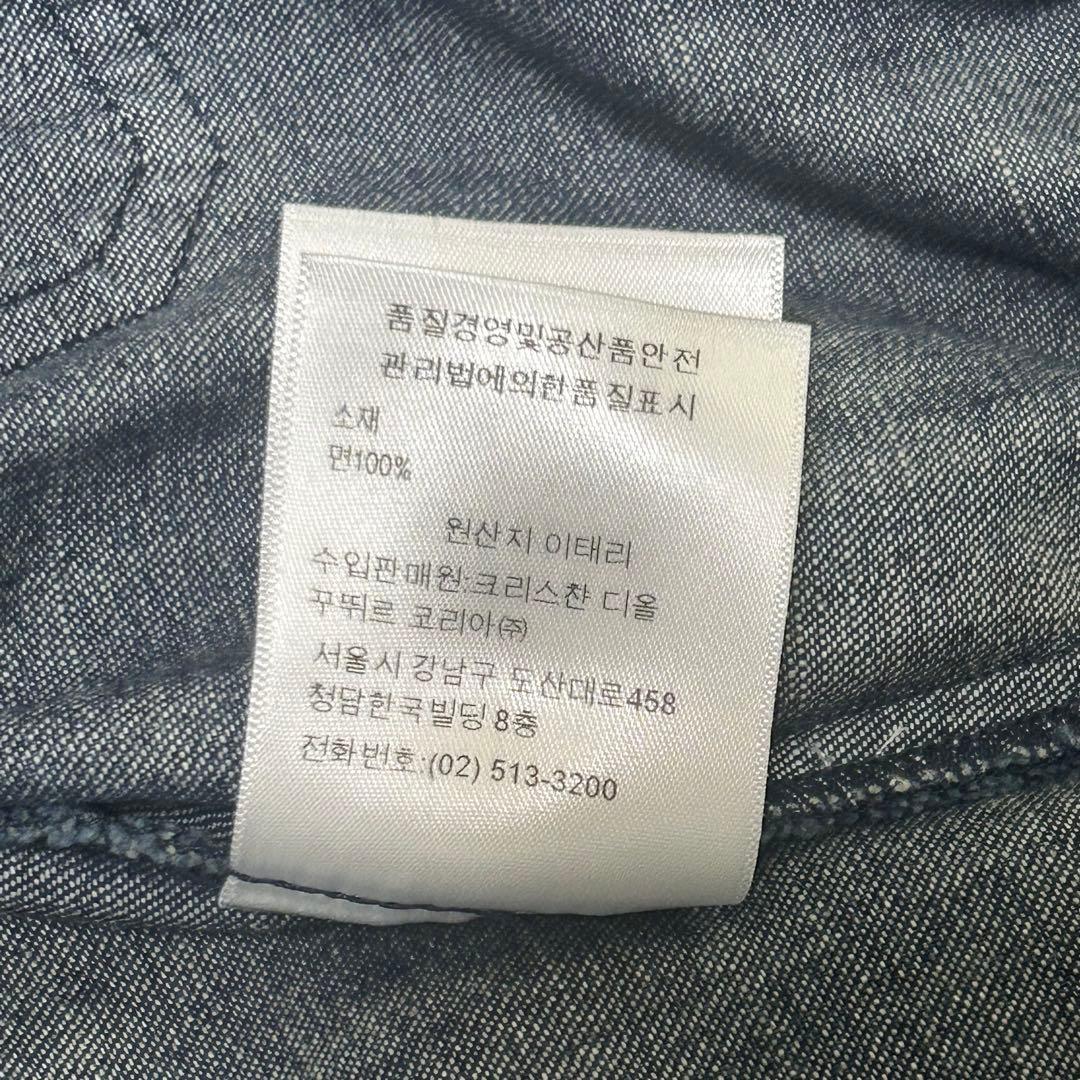 품질경영및공산품안전
관리법에의한품질표시
소재
면100%
원산지 이태리
수입판매원:크리스챤 디올
꾸뛰르 코리아㈜
서울시 강남구 도산대로458
청담한국빌딩 8층
전화번호:(02) 513-3200